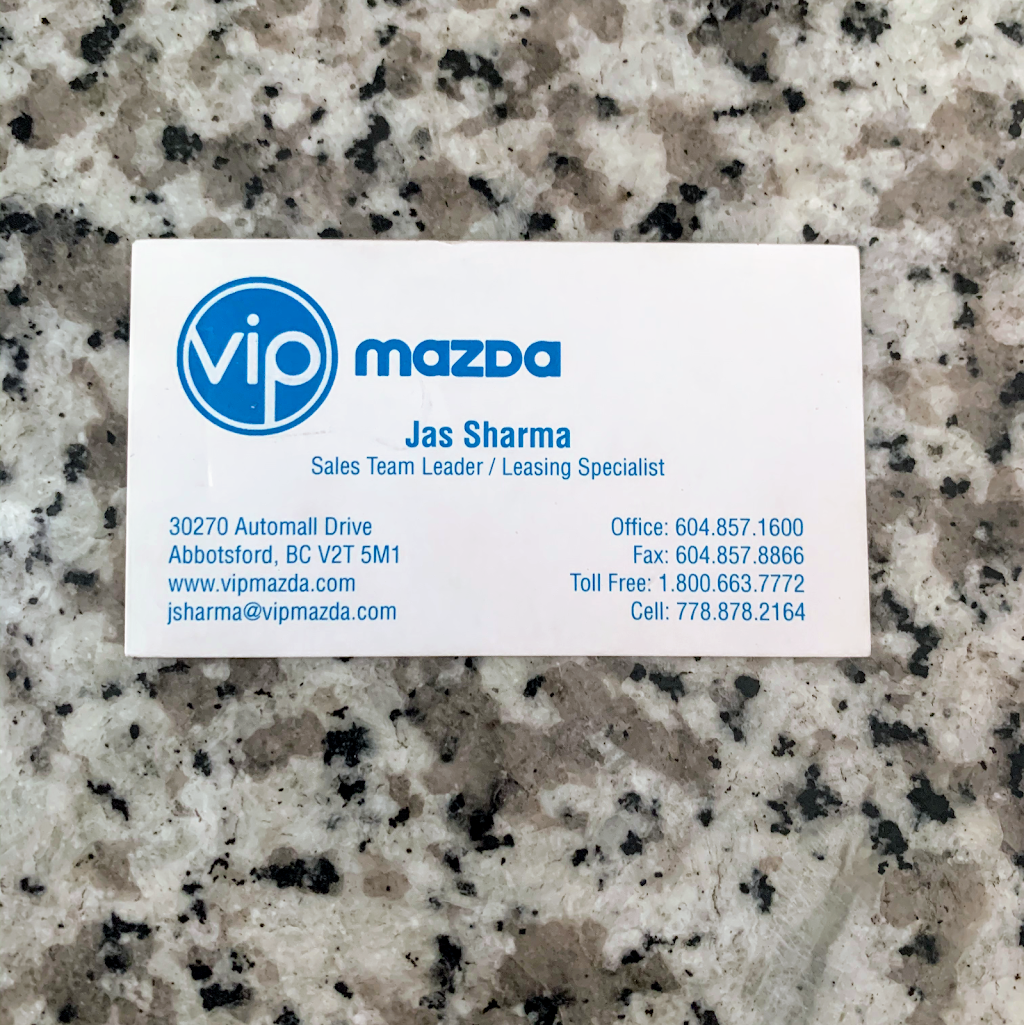 vip mazda
Jas Sharma
Sales Team Leader / Leasing Specialist
30270 Automall Drive
Abbotsford, BC V2T 5M1
www.vipmazda.com
jsharma@vipmazda.com
Office: 604.857.1600
Fax: 604.857.8866
Toll Free: 1.800.663.7772
Cell: 778.878.2164